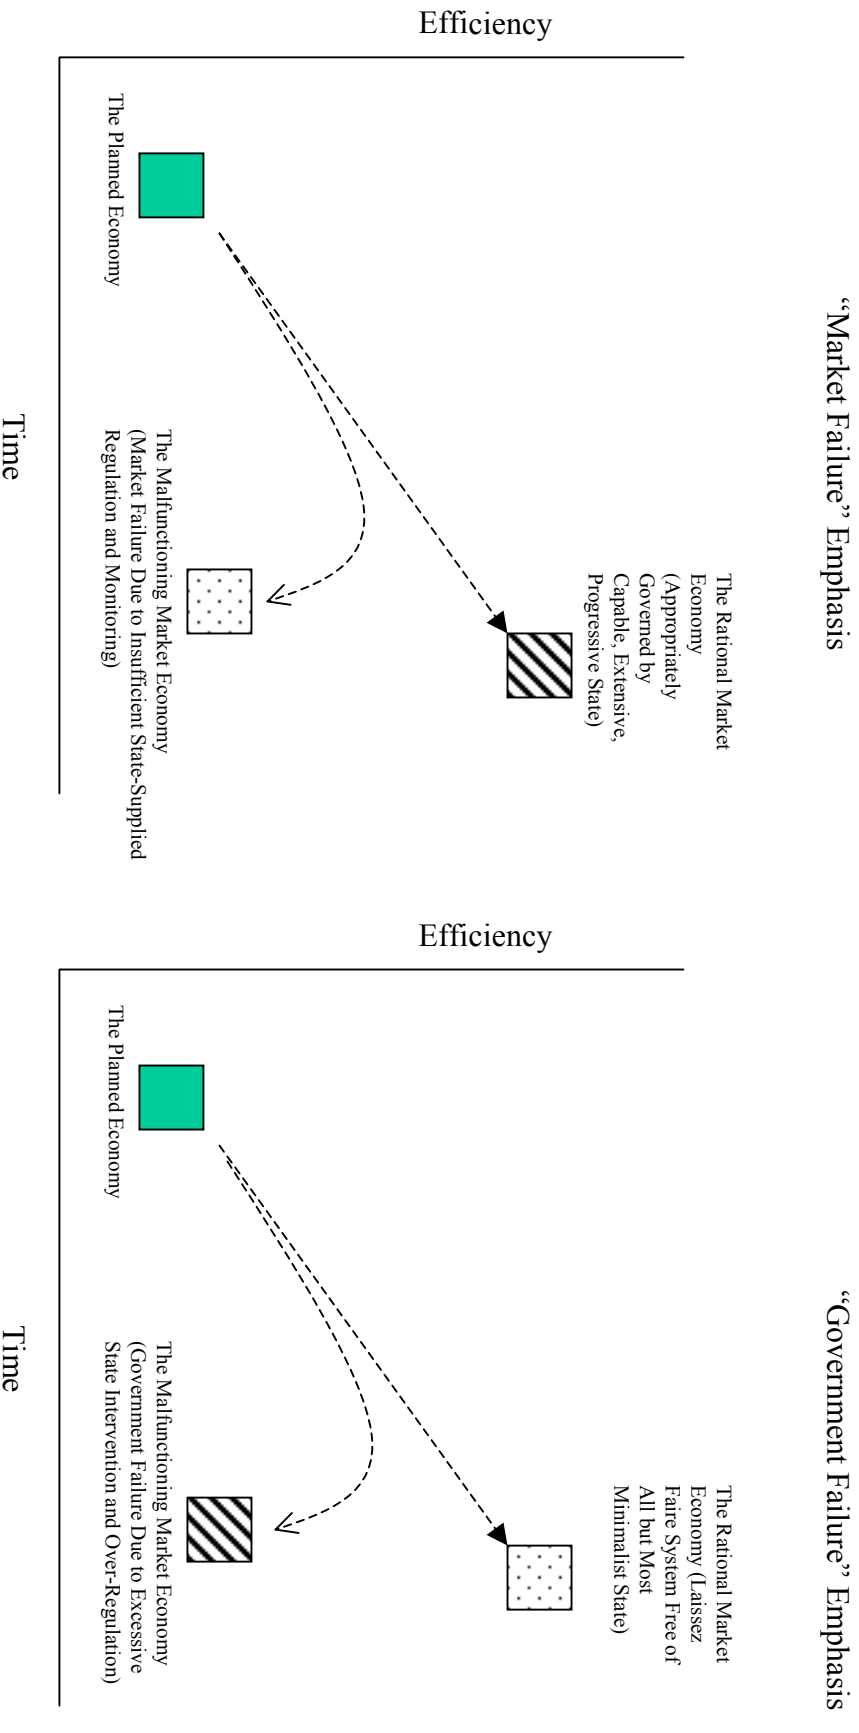 “Market Failure” Emphasis
Efficiency
The Rational Market
Economy
(Appropriately
Governed by
Capable, Extensive,
Progressive State)
The Planned Economy
The Malfunctioning Market Economy
(Market Failure Due to Insufficient State-Supplied
Regulation and Monitoring)
Time
“Government Failure” Emphasis
Efficiency
The Rational Market
Economy (Laissez
Faire System Free of
All but Most
Minimalist State)
The Planned Economy
The Malfunctioning Market Economy
(Government Failure Due to Excessive
State Intervention and Over-Regulation)
Time